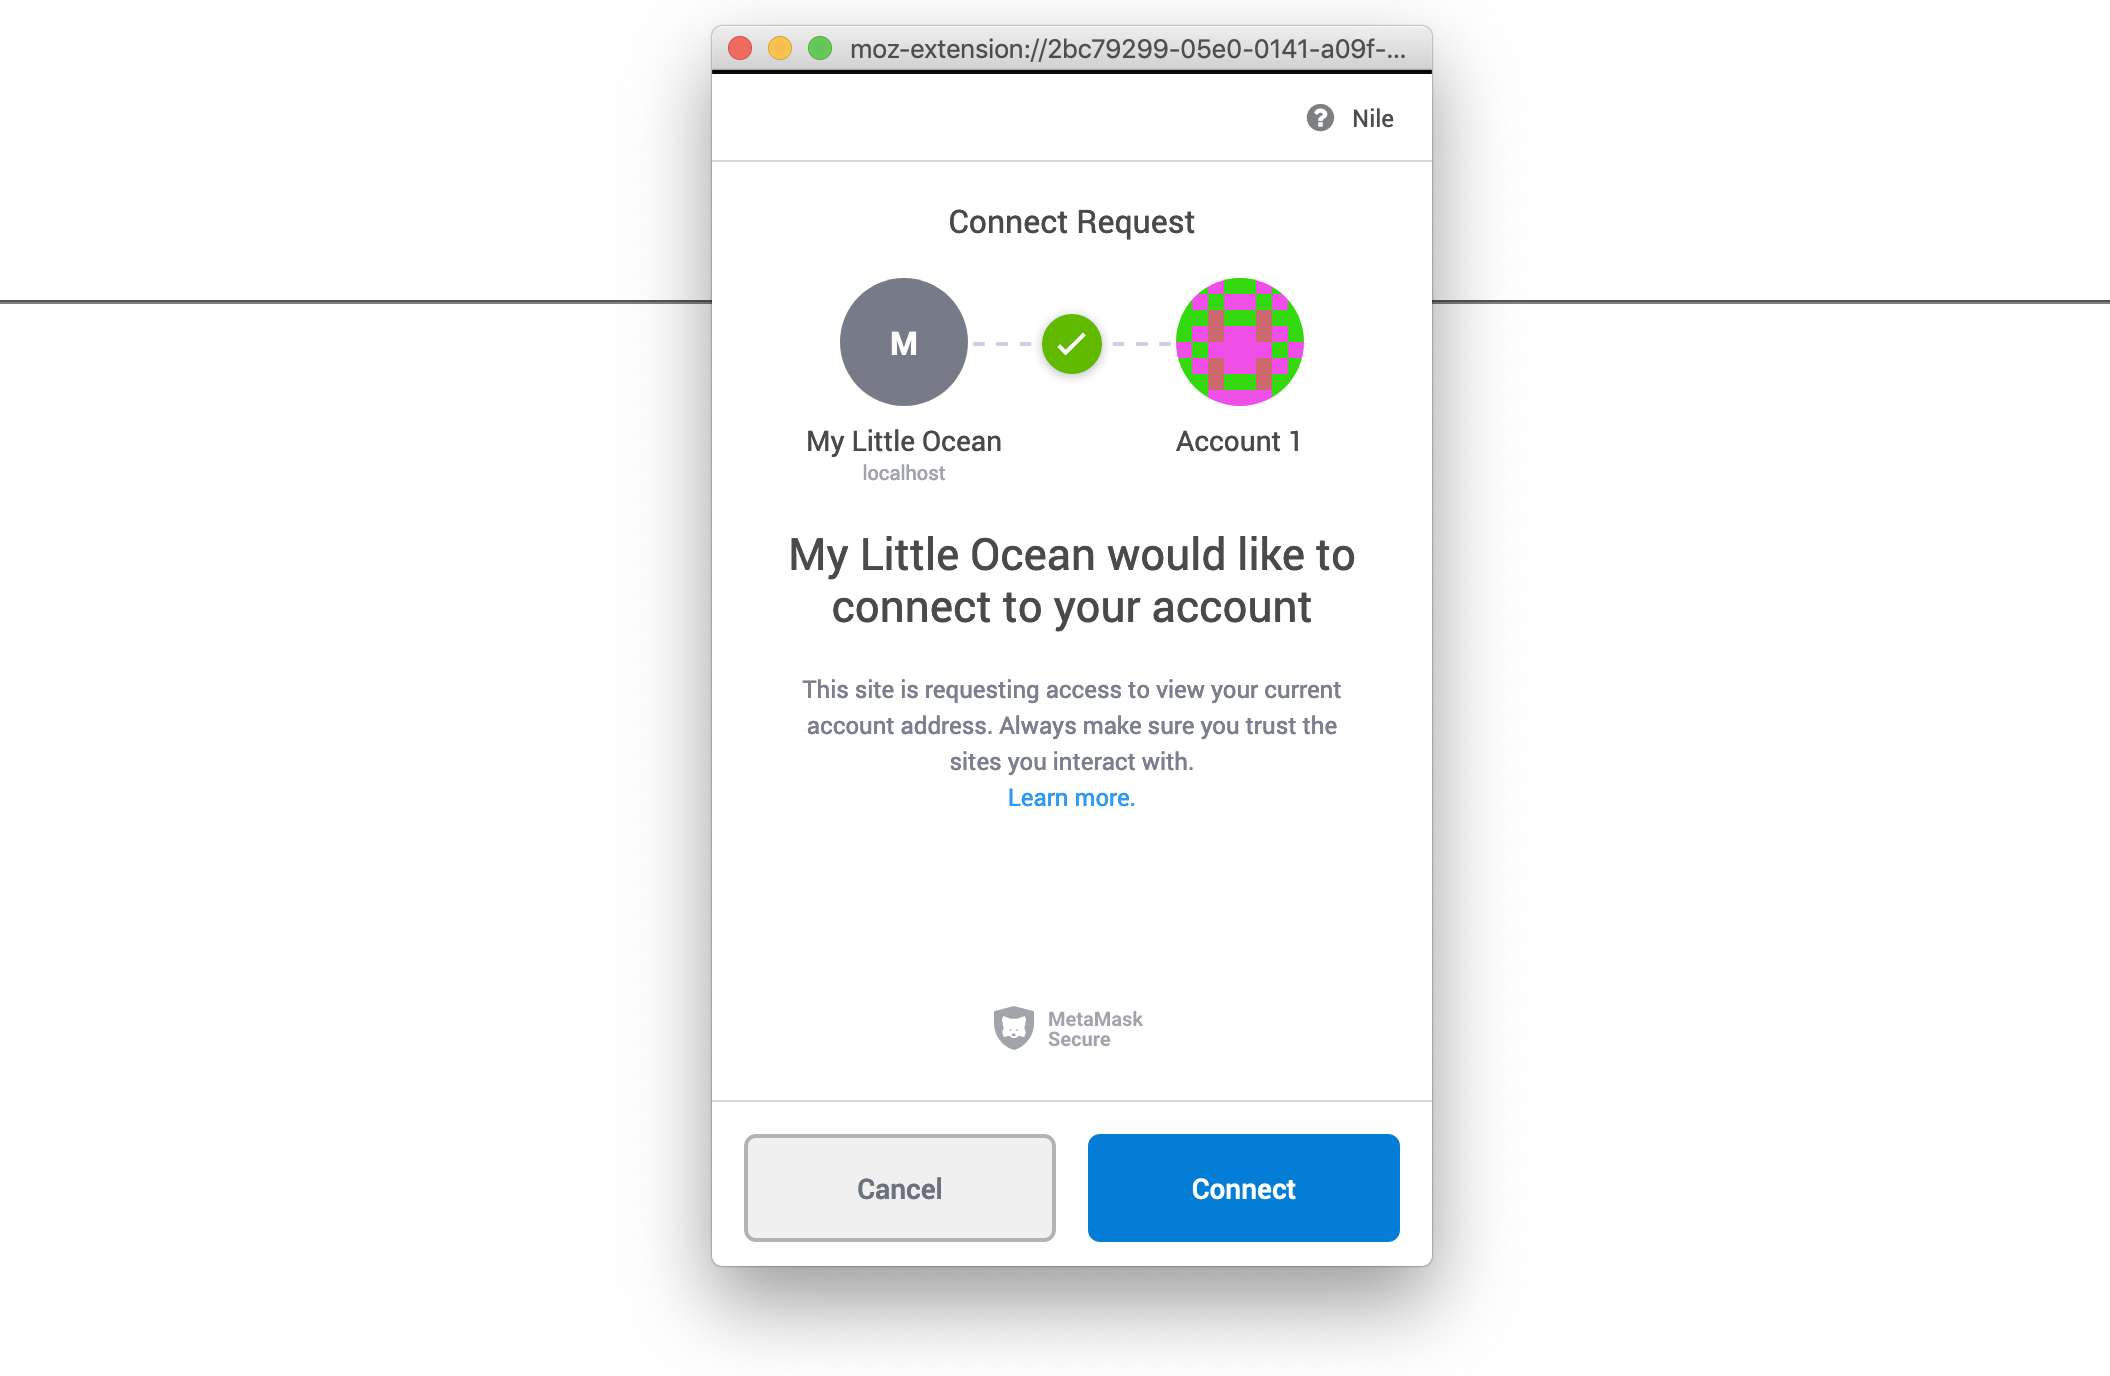 moz-extension://2bc79299-05e0-0141-a09f-...
Nile
Connect Request
M
My Little Ocean
localhost
Account 1
My Little Ocean would like to
connect to your account
This site is requesting access to view your current
account address. Always make sure you trust the
sites you interact with.
Learn more.
MetaMask
Secure
Cancel
Connect